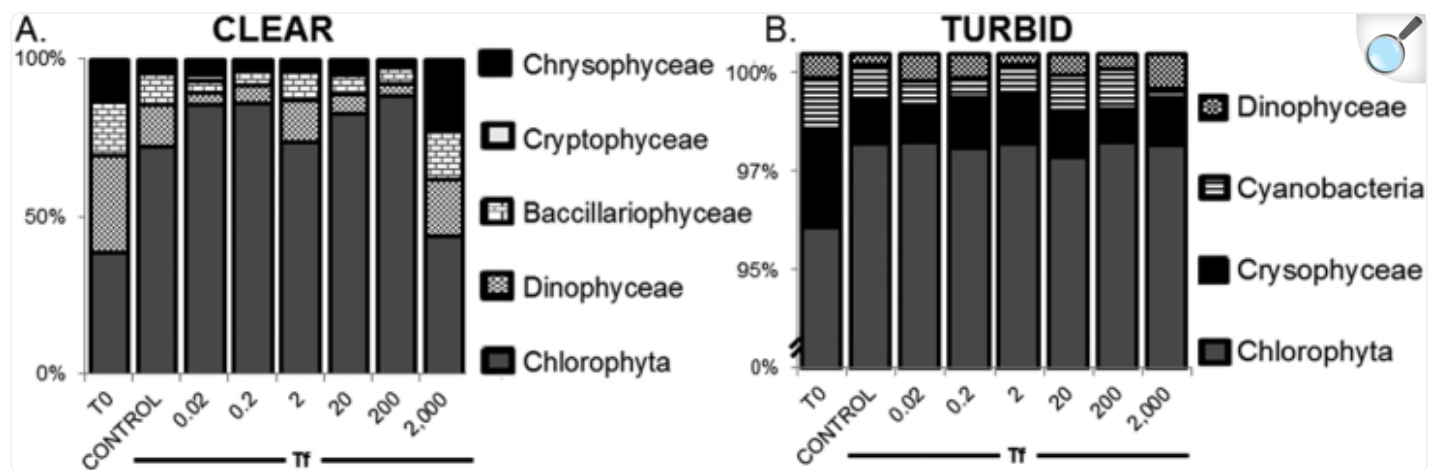 A.
CLEAR
100%
50%
0%
T0
CONTROL
0.02
0.2
2
20
200
2,000
Tf
Chrysophyceae
Cryptophyceae
Baccillariophyceae
Dinophyceae
Chlorophyta
B.
TURBID
100%
97%
95%
0%
T0
CONTROL
0.02
0.2
2
20
200
2,000
Tf
Dinophyceae
Cyanobacteria
Crysophyceae
Chlorophyta